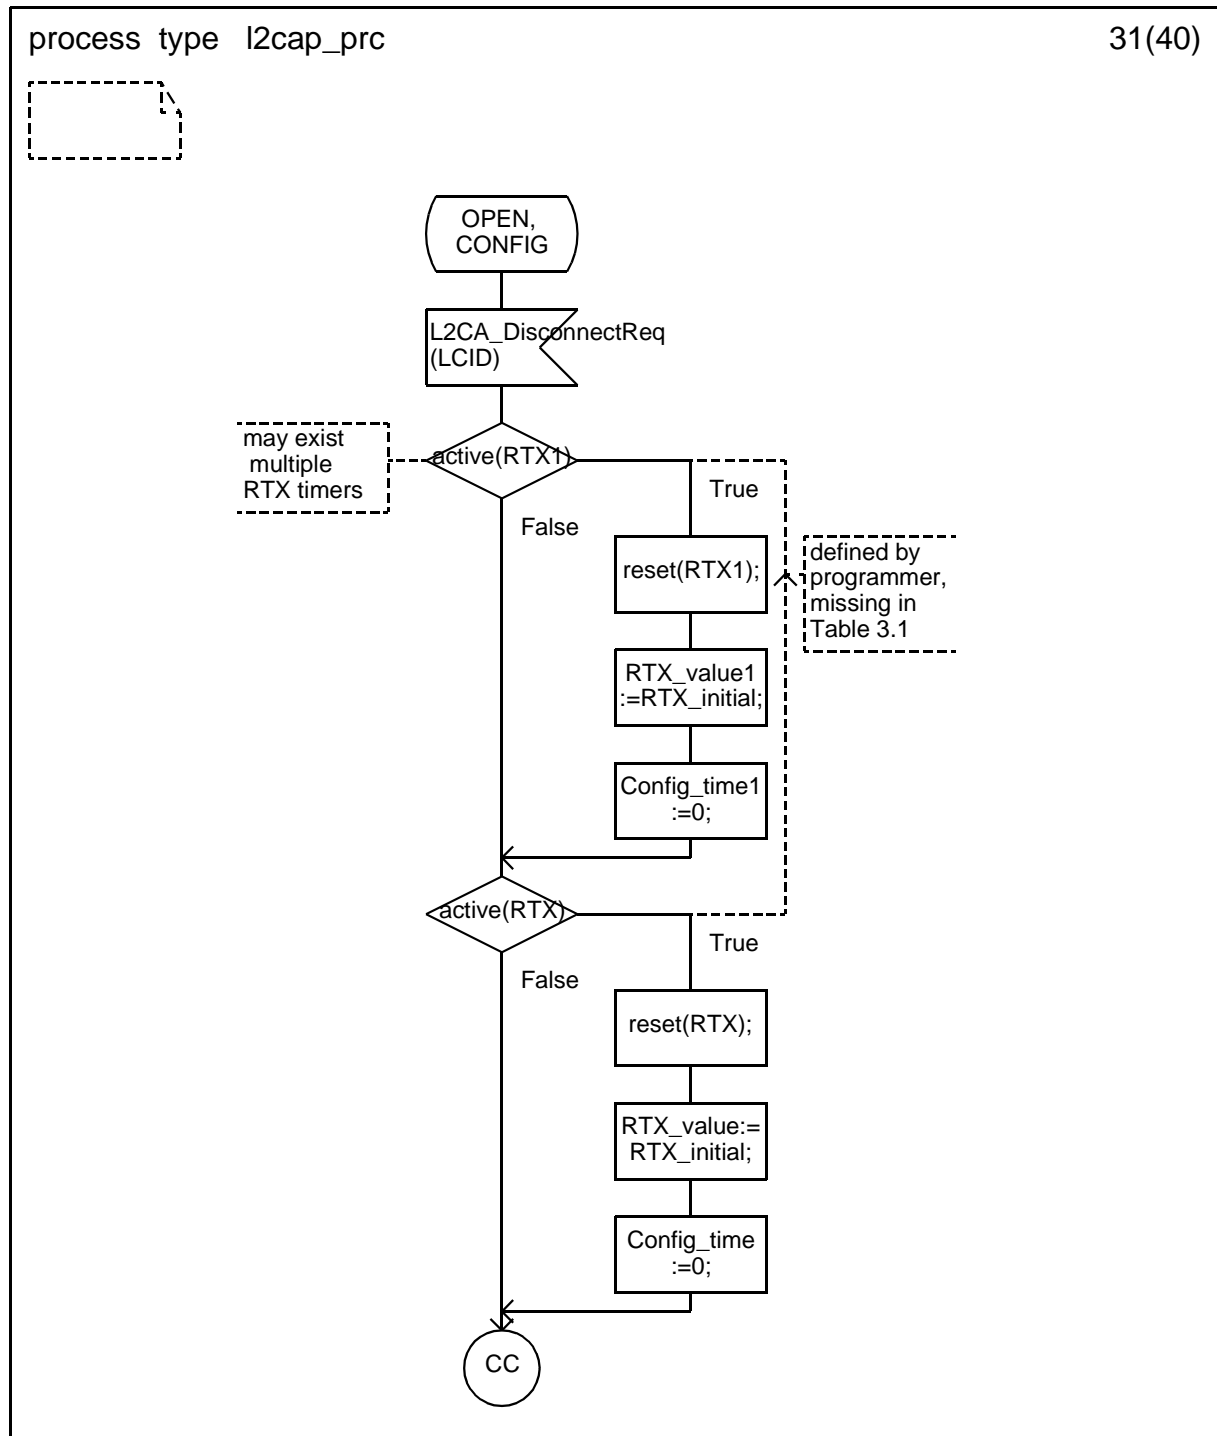 process type l2cap_prc
31(40)
OPEN,
CONFIG
L2CA_DisconnectReq
(LCID)
may exist
multiple
RTX timers
active(RTX1)
True
False
defined by
programmer,
missing in
Table 3.1
reset(RTX1);
RTX_value1
:=RTX_initial;
Config_time1
:=0;
active(RTX)
True
False
reset(RTX);
RTX_value:=
RTX_initial;
Config_time
:=0;
CC